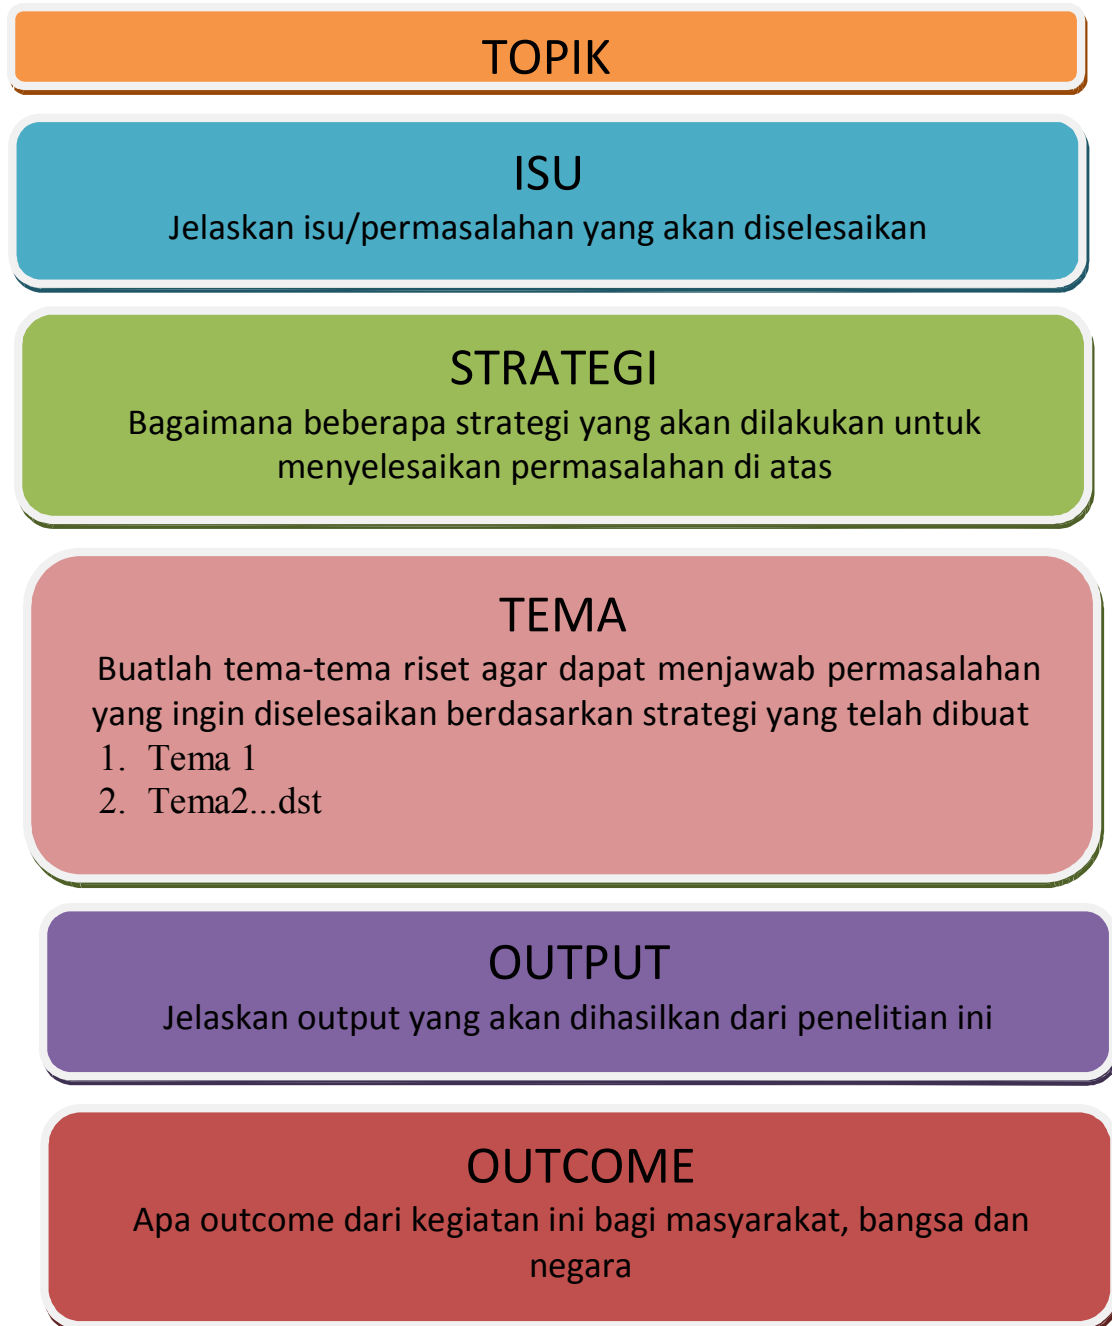 TOPIK
ISU
Jelaskan isu/permasalahan yang akan diselesaikan
STRATEGI
Bagaimana beberapa strategi yang akan dilakukan untuk
menyelesaikan permasalahan di atas
TEMA
Buatlah tema-tema riset agar dapat menjawab permasalahan
yang ingin diselesaikan berdasarkan strategi yang telah dibuat
1. Tema 1
2. Tema2...dst
OUTPUT
Jelaskan output yang akan dihasilkan dari penelitian ini
OUTCOME
Apa outcome dari kegiatan ini bagi masyarakat, bangsa dan
negara